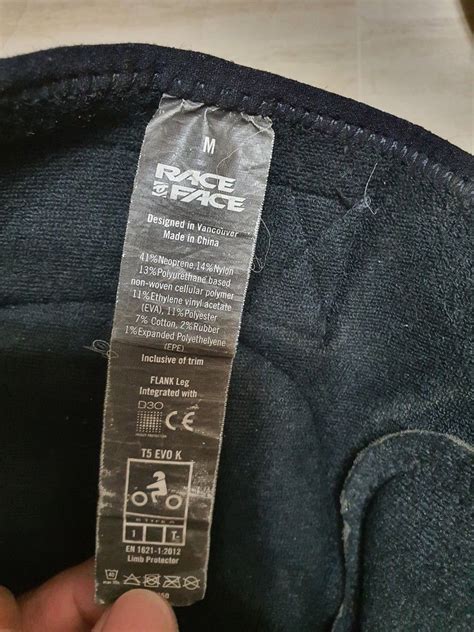 M
RACE
FACE
Designed in Vancouver
Made in China
41% Neoprene, 14% Nylon
13% Polyurethane based
non-woven cellular polymer
11% Ethylene vinyl acetate
(EVA), 11% Polyester
7% Cotton, 2% Rubber
1% Expanded Polyethelyene
(EPE)
Inclusive of trim
FLANK Leg
Integrated with
D3O CE
T5 EVO K
1 T-
EN 1621-1:2012
Limb Protector